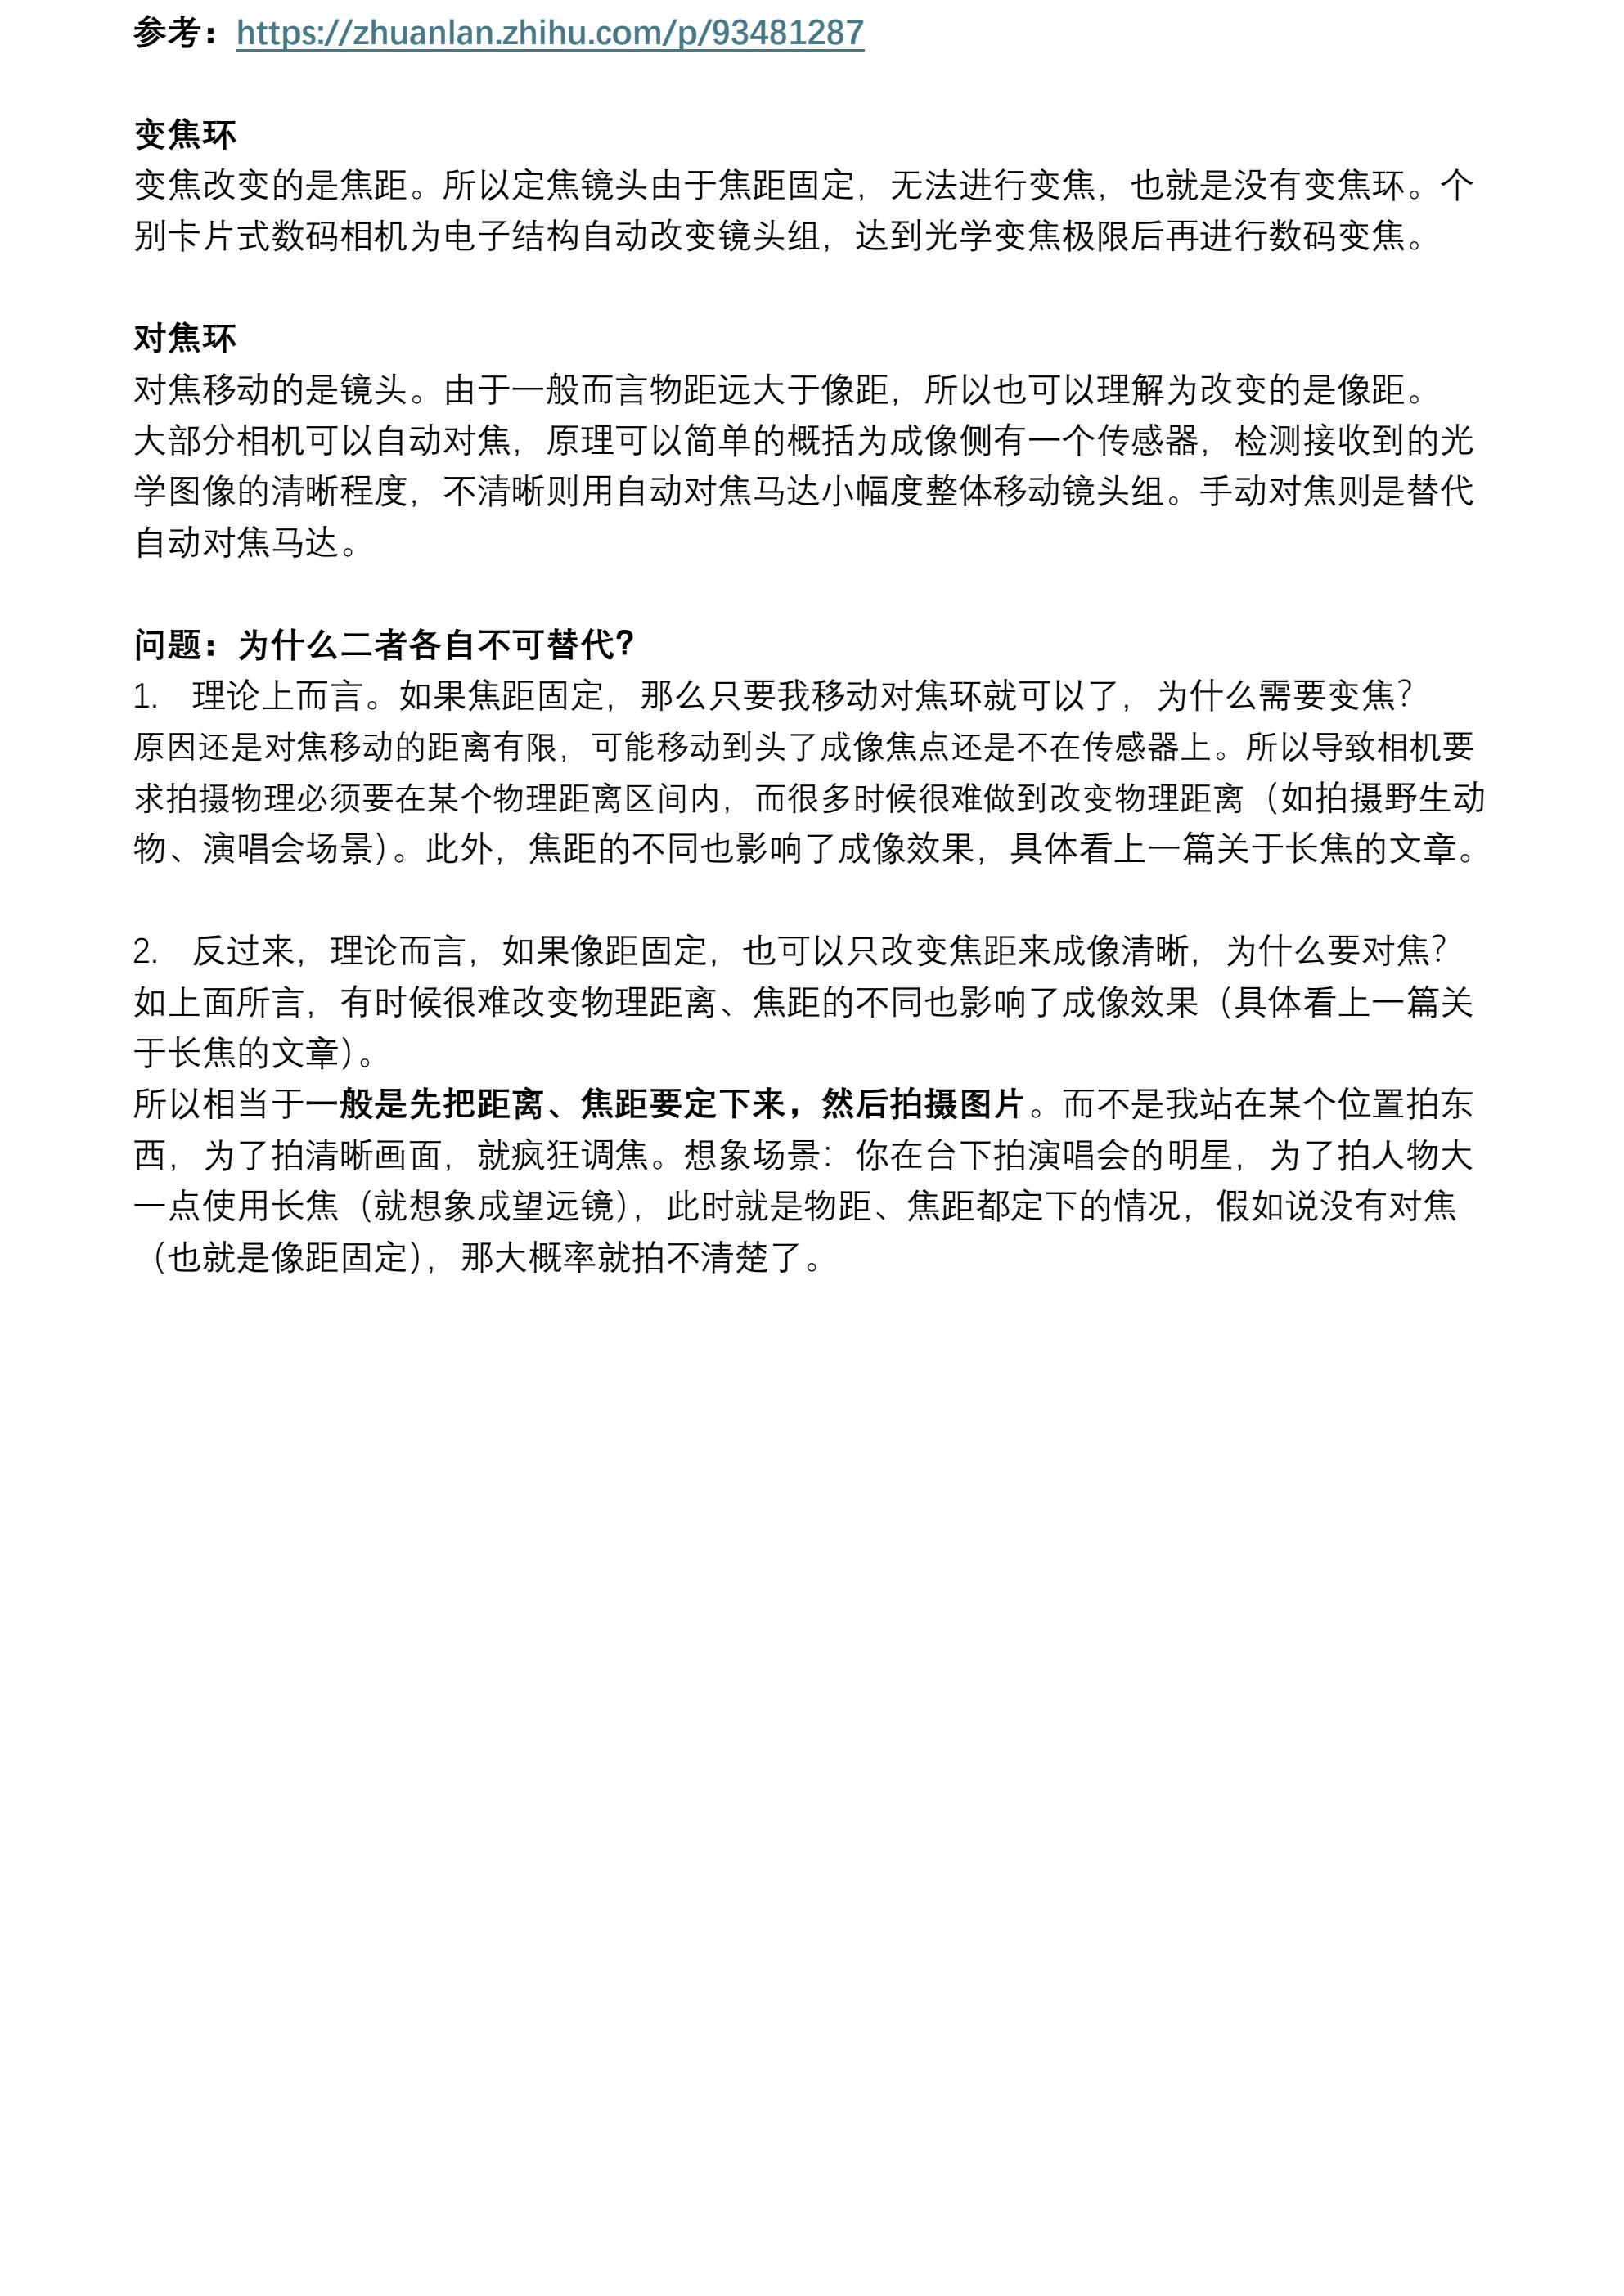 参考：https://zhuanlan.zhihu.com/p/93481287
变焦环
变焦改变的是焦距。所以定焦镜头由于焦距固定，无法进行变焦，也就是没有变焦环。个
别卡片式数码相机为电子结构自动改变镜头组，达到光学变焦极限后再进行数码变焦。
对焦环
对焦移动的是镜头。由于一般而言物距远大于像距，所以也可以理解为改变的是像距。
大部分相机可以自动对焦，原理可以简单的概括为成像侧有一个传感器，检测接收到的光
学图像的清晰程度，不清晰则用自动对焦马达小幅度整体移动镜头组。手动对焦则是替代
自动对焦马达。
问题：为什么二者各自不可替代？
1. 理论上而言。如果焦距固定，那么只要我移动对焦环就可以了，为什么需要变焦？
原因还是对焦移动的距离有限，可能移动到头了成像焦点还是不在传感器上。所以导致相机要
求拍摄物理必须要在某个物理距离区间内，而很多时候很难做到改变物理距离（如拍摄野生动
物、演唱会场景）。此外，焦距的不同也影响了成像效果，具体看上一篇关于长焦的文章。
2. 反过来，理论而言，如果像距固定，也可以只改变焦距来成像清晰，为什么要对焦？
如上面所言，有时候很难改变物理距离、焦距的不同也影响了成像效果（具体看上一篇关
于长焦的文章）。
所以相当于一般是先把距离、焦距要定下来，然后拍摄图片。而不是我站在某个位置拍东
西，为了拍清晰画面，就疯狂调焦。想象场景：你在台下拍演唱会的明星，为了拍人物大
一点使用长焦（就想象成望远镜），此时就是物距、焦距都定下的情况，假如说没有对焦
（也就是像距固定），那大概率就拍不清楚了。